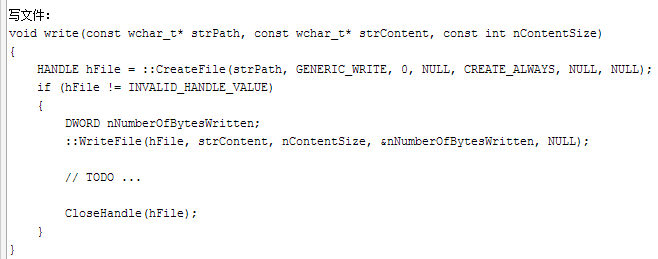 写文件:
void write(const wchar_t* strPath, const wchar_t* strContent, const int nContentSize)
{
    HANDLE hFile = ::CreateFile(strPath, GENERIC_WRITE, 0, NULL, CREATE_ALWAYS, NULL, NULL);
    if (hFile != INVALID_HANDLE_VALUE)
    {
        DWORD nNumberOfBytesWritten;
        ::WriteFile(hFile, strContent, nContentSize, &nNumberOfBytesWritten, NULL);

        // TODO ...

        CloseHandle(hFile);
    }
}